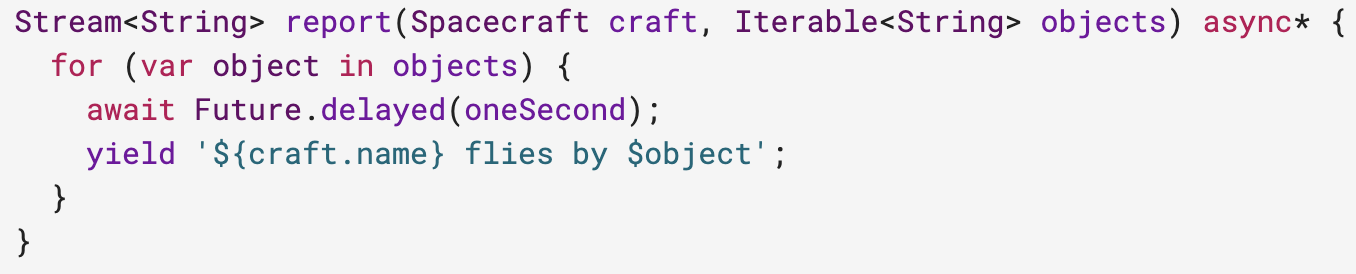 Stream<String> report(Spacecraft craft, Iterable<String> objects) async* {
  for (var object in objects) {
    await Future.delayed(oneSecond);
    yield '${craft.name} flies by $object';
  }
}